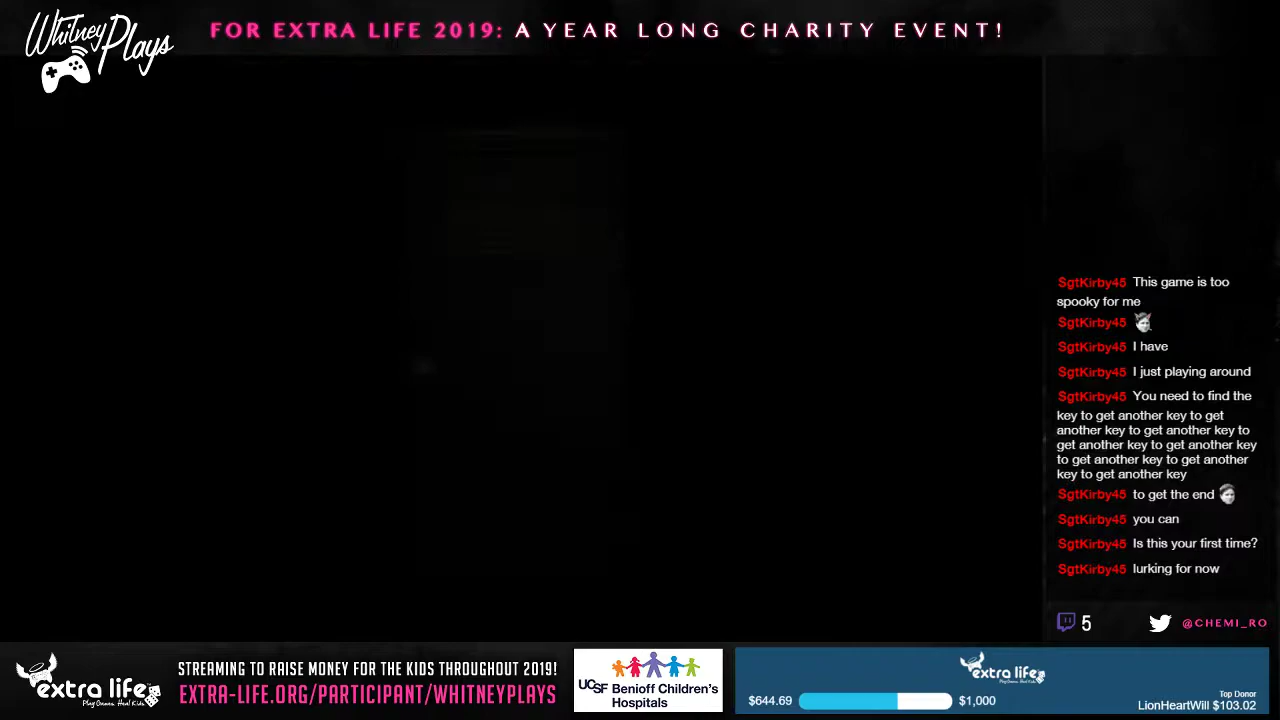 Whitney Plays
FOR EXTRA LIFE 2019: A YEAR LONG CHARITY EVENT!
SgtKirby45 This game is too
spooky for me
SgtKirby45
SgtKirby45 I have
SgtKirby45 I just playing around
SgtKirby45 You need to find the
key to get another key to get
another key to get another key to
get another key to get another key
to get another key to get another
key to get another key
SgtKirby45 to get the end
SgtKirby45 you can
SgtKirby45 Is this your first time?
SgtKirby45 lurking for now
5 @CHEMI_RO
extra life
Play Games. Heal Kids.
STREAMING TO RAISE MONEY FOR THE KIDS THROUGHOUT 2019!
EXTRA-LIFE.ORG/PARTICIPANT/WHITNEYPLAYS
UCSF Benioff Children's
Hospitals
extra life
Play Games. Heal Kids.
$644.69 $1,000
Top Donor
LionHeartWill $103.02